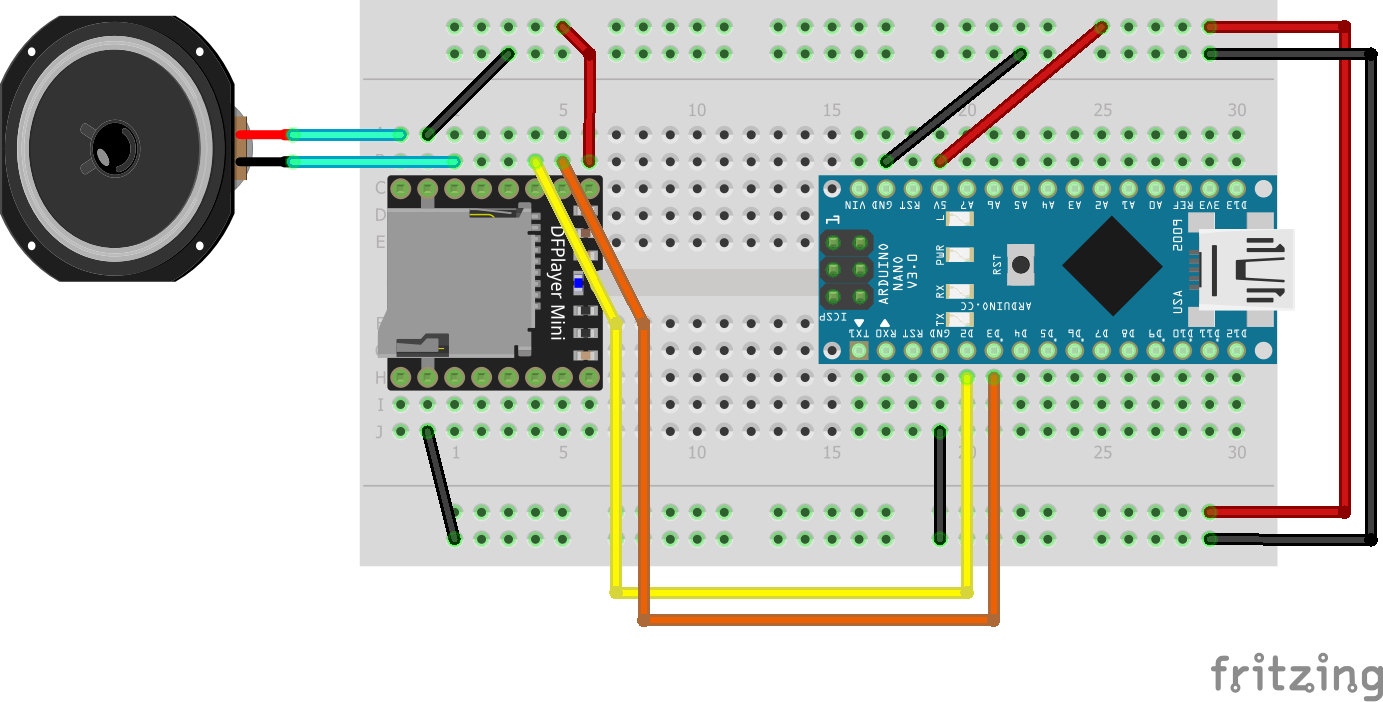 5 10 15 20 25 30
A
C
D
E
H
I
J
DFPlayer Mini
VIN GND RST 5V A7 A6 A5 A4 A3 A2 A1 A0 REF 3V3 D13
1
L
PWR
RX
TX
RST
ARDUINO
NANO
V3.0
ARDUINO.CC
2009
USA
ICSP
TX1 RX0 RST GND D2 D3 D4 D5 D6 D7 D8 D9 D10 D11 D12
1 5 10 15 20 25 30
fritzing